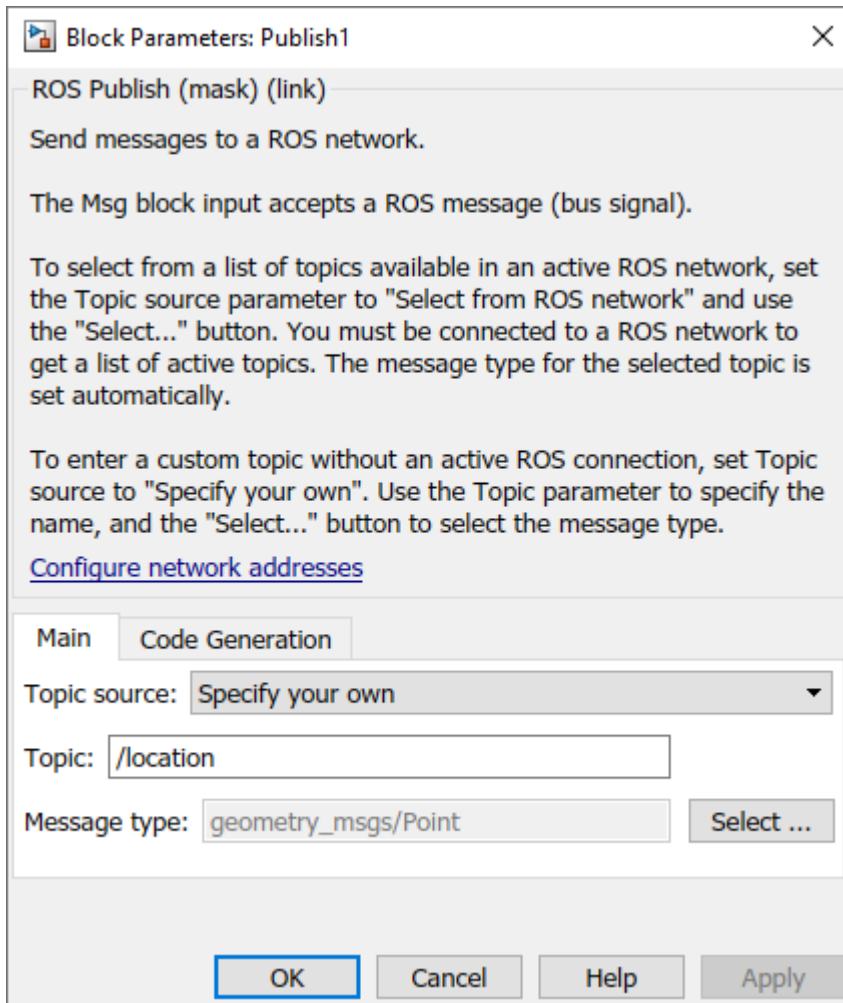 Block Parameters: Publish1
ROS Publish (mask) (link)
Send messages to a ROS network.
The Msg block input accepts a ROS message (bus signal).
To select from a list of topics available in an active ROS network, set
the Topic source parameter to "Select from ROS network" and use
the "Select..." button. You must be connected to a ROS network to
get a list of active topics. The message type for the selected topic is
set automatically.
To enter a custom topic without an active ROS connection, set Topic
source to "Specify your own". Use the Topic parameter to specify the
name, and the "Select..." button to select the message type.
Configure network addresses
Main Code Generation
Topic source: Specify your own
Topic: /location
Message type: geometry_msgs/Point Select ...
OK Cancel Help Apply